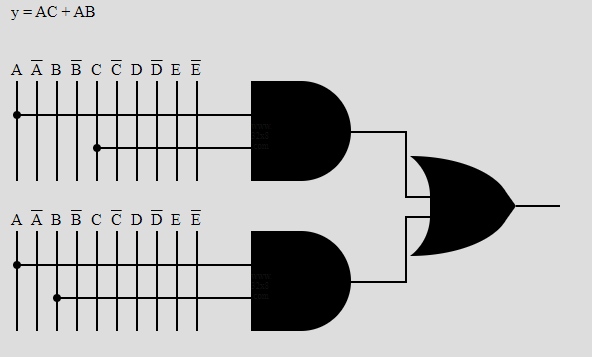 y = AC + AB
A A̅ B B̅ C C̅ D D̅ E E̅
A A̅ B B̅ C C̅ D D̅ E E̅